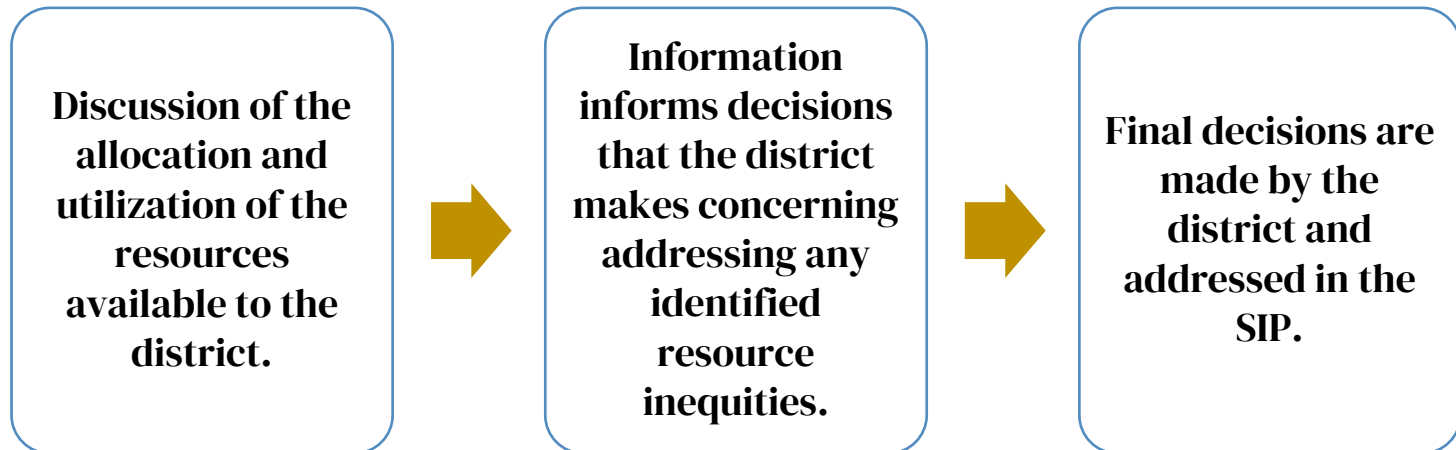 Discussion of the
allocation and
utilization of the
resources
available to the
district.
Information
informs decisions
that the district
makes concerning
addressing any
identified
resource
inequities.
Final decisions are
made by the
district and
addressed in the
SIP.